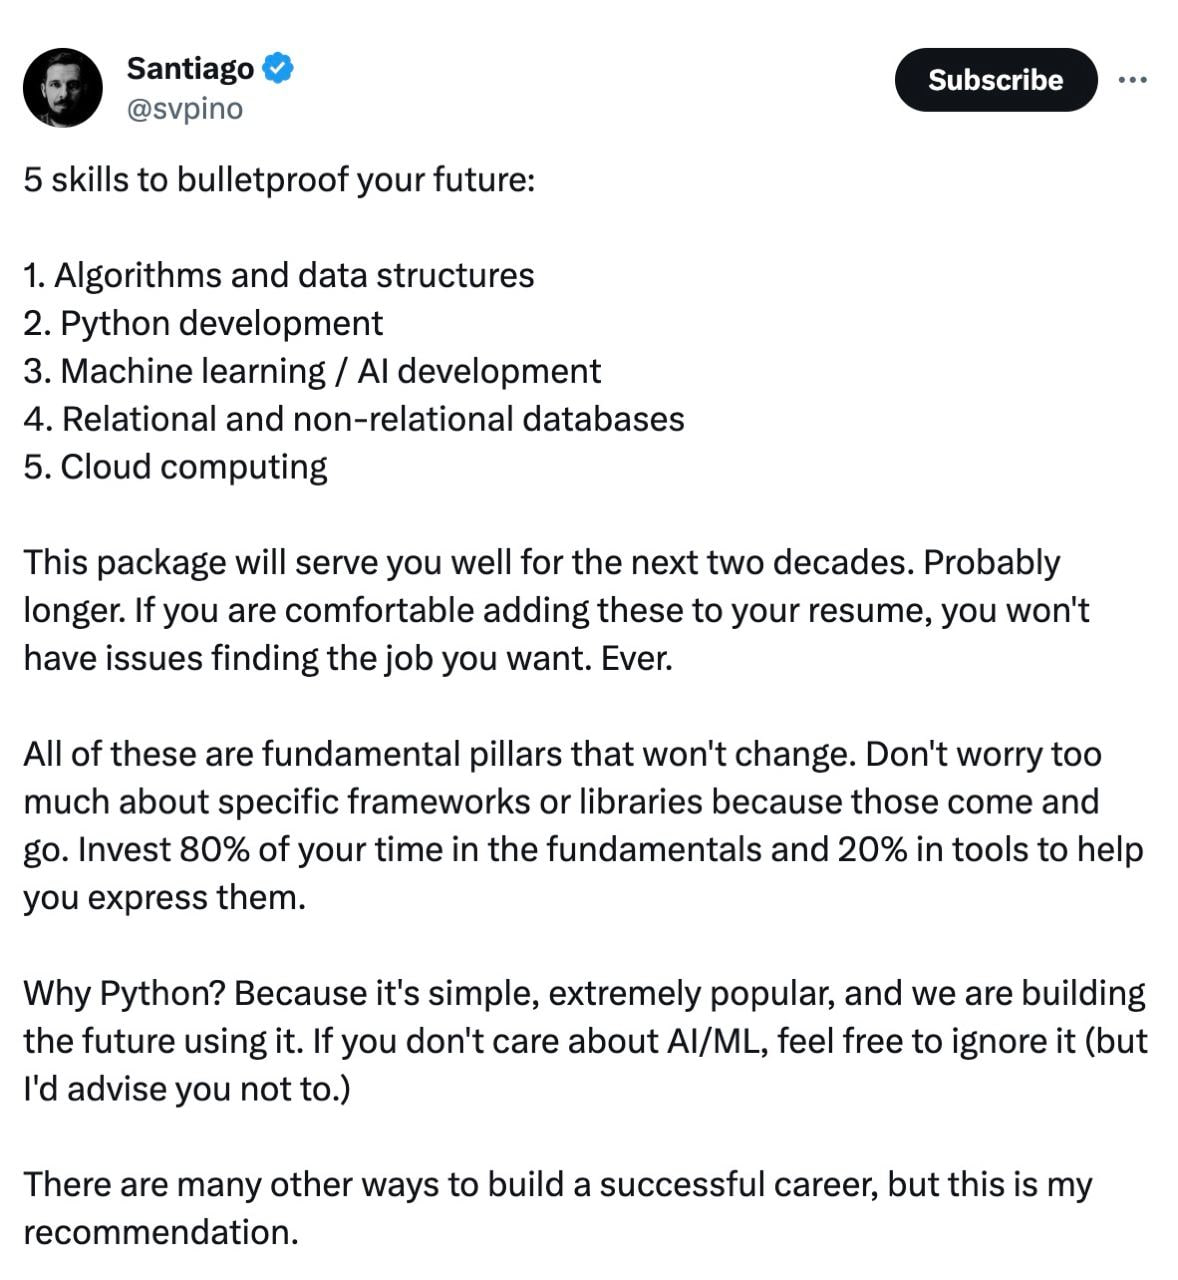 Santiago
@svpino
Subscribe
5 skills to bulletproof your future:
1. Algorithms and data structures
2. Python development
3. Machine learning / AI development
4. Relational and non-relational databases
5. Cloud computing
This package will serve you well for the next two decades. Probably
longer. If you are comfortable adding these to your resume, you won't
have issues finding the job you want. Ever.
All of these are fundamental pillars that won't change. Don't worry too
much about specific frameworks or libraries because those come and
go. Invest 80% of your time in the fundamentals and 20% in tools to help
you express them.
Why Python? Because it's simple, extremely popular, and we are building
the future using it. If you don't care about AI/ML, feel free to ignore it (but
I'd advise you not to.)
There are many other ways to build a successful career, but this is my
recommendation.